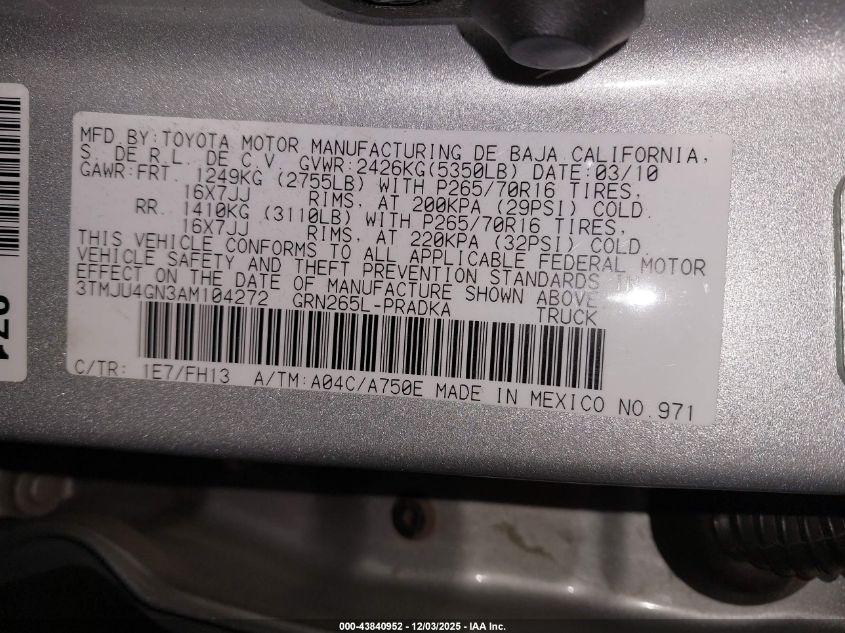 MFD BY: TOYOTA MOTOR MANUFACTURING DE BAJA CALIFORNIA,
S. DE R.L. DE C.V. GVWR:2426KG(5350LB) DATE:03/10
GAWR:FRT. 1249KG (2755LB) WITH P265/70R16 TIRES,
16X7JJ RIMS, AT 200KPA (29PSI) COLD.
RR. 1410KG (3110LB) WITH P265/70R16 TIRES,
16X7JJ RIMS, AT 220KPA (32PSI) COLD.
THIS VEHICLE CONFORMS TO ALL APPLICABLE FEDERAL MOTOR
VEHICLE SAFETY AND THEFT PREVENTION STANDARDS IN
EFFECT ON THE DATE OF MANUFACTURE SHOWN ABOVE.
3TMJU4GN3AM104272 GRN265L-PRADKA TRUCK
C/TR: 1E7/FH13 A/TM:A04C/A750E MADE IN MEXICO NO.971
971
000-43840952 - 12/03/2025 - IAA Inc.